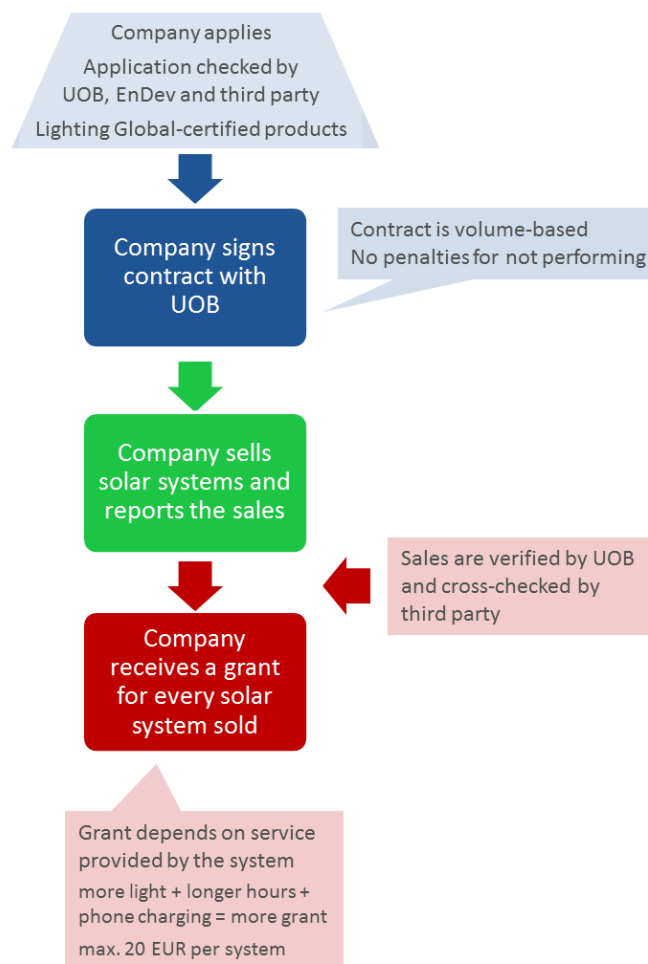 Company applies
Application checked by
UOB, EnDev and third party
Lighting Global-certified products
Company signs
contract with
UOB
Contract is volume-based
No penalties for not performing
Company sells
solar systems and
reports the sales
Sales are verified by UOB
and cross-checked by
third party
Company
receives a grant
for every solar
system sold
Grant depends on service
provided by the system
more light + longer hours +
phone charging = more grant
max. 20 EUR per system